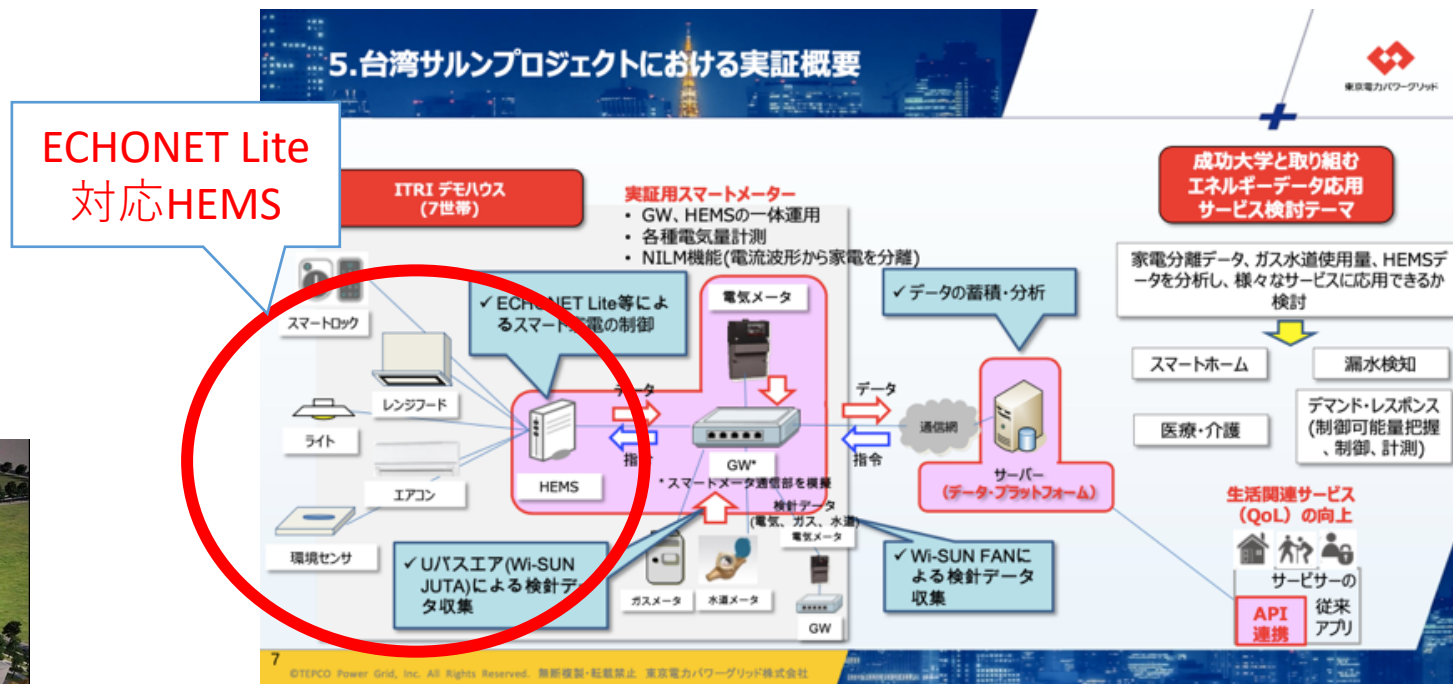 5.台湾サルンプロジェクトにおける実証概要
東京電力パワーグリッド
ECHONET Lite
対応HEMS
ITRI デモハウス
(7世帯)
実証用スマートメーター
• GW、HEMSの一体運用
• 各種電気量計測
• NILM機能(電流波形から家電を分離)
成功大学と取り組む
エネルギーデータ応用
サービス検討テーマ
家電分離データ、ガス水道使用量、HEMSデ
ータを分析し、様々なサービスに応用できるか
検討
スマートロック
✓ ECHONET Lite等によ
るスマート家電の制御
電気メータ
✓ データの蓄積・分析
スマートホーム
漏水検知
レンジフード
データ
データ
デマンド・レスポンス
(制御可能量把握
、制御、計測)
医療・介護
ライト
通信網
指令
指令
HEMS
GW*
*スマートメータ通信部を模擬
サーバー
(データ・プラットフォーム)
エアコン
検針データ
(電気、ガス、水道)
電気メータ
生活関連サービス
(QoL)の向上
環境センサ
✓ Uバスエア(Wi-SUN
JUTA)による検針デー
タ収集
✓ Wi-SUN FANに
よる検針データ
収集
ガスメータ
水道メータ
GW
サービサーの
従来
アプリ
API
連携
7
©TEPCO Power Grid, Inc. All Rights Reserved. 無断複製・転載禁止 東京電力パワーグリッド株式会社